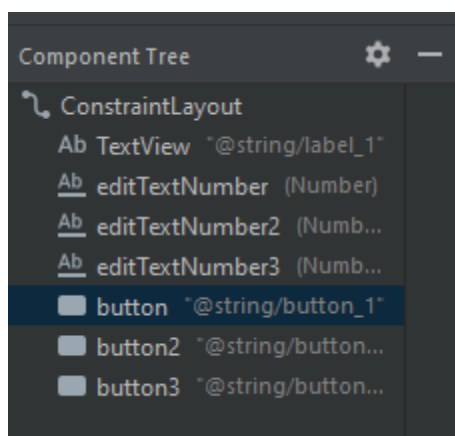 Component Tree
ConstraintLayout
Ab TextView "@string/label_1"
Ab editTextNumber (Number)
Ab editTextNumber2 (Numb...
Ab editTextNumber3 (Numb...
button "@string/button_1"
button2 "@string/button...
button3 "@string/button...